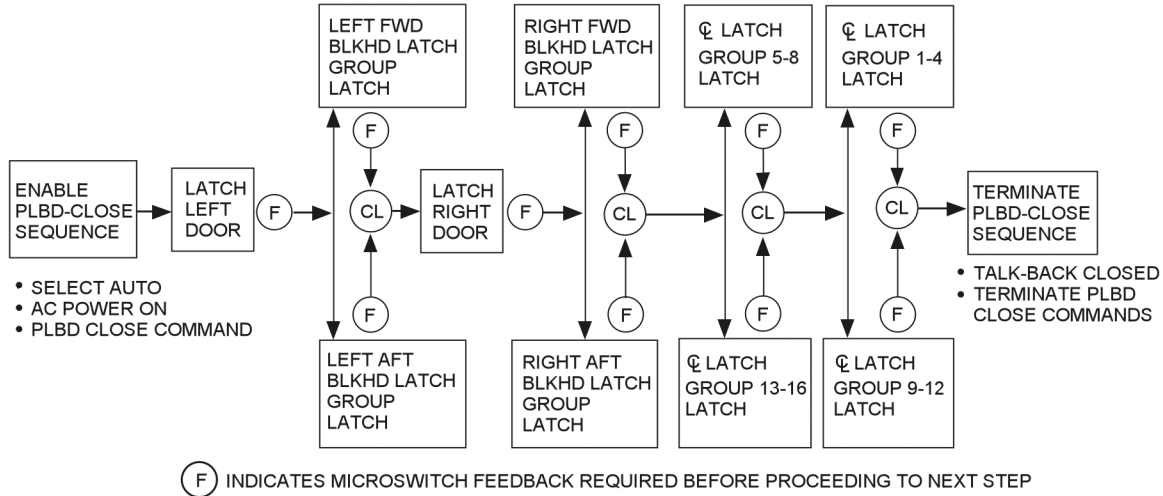 ENABLE
PLBD-CLOSE
SEQUENCE
• SELECT AUTO
• AC POWER ON
• PLBD CLOSE COMMAND
LATCH
LEFT
DOOR
F
LEFT FWD
BLKHD LATCH
GROUP
LATCH
F
CL
F
LEFT AFT
BLKHD LATCH
GROUP
LATCH
LATCH
RIGHT
DOOR
F
RIGHT FWD
BLKHD LATCH
GROUP
LATCH
F
CL
F
RIGHT AFT
BLKHD LATCH
GROUP
LATCH
℄ LATCH
GROUP 5-8
LATCH
F
CL
F
℄ LATCH
GROUP 13-16
LATCH
℄ LATCH
GROUP 1-4
LATCH
F
CL
F
℄ LATCH
GROUP 9-12
LATCH
TERMINATE
PLBD-CLOSE
SEQUENCE
• TALK-BACK CLOSED
• TERMINATE PLBD
CLOSE COMMANDS
F INDICATES MICROSWITCH FEEDBACK REQUIRED BEFORE PROCEEDING TO NEXT STEP